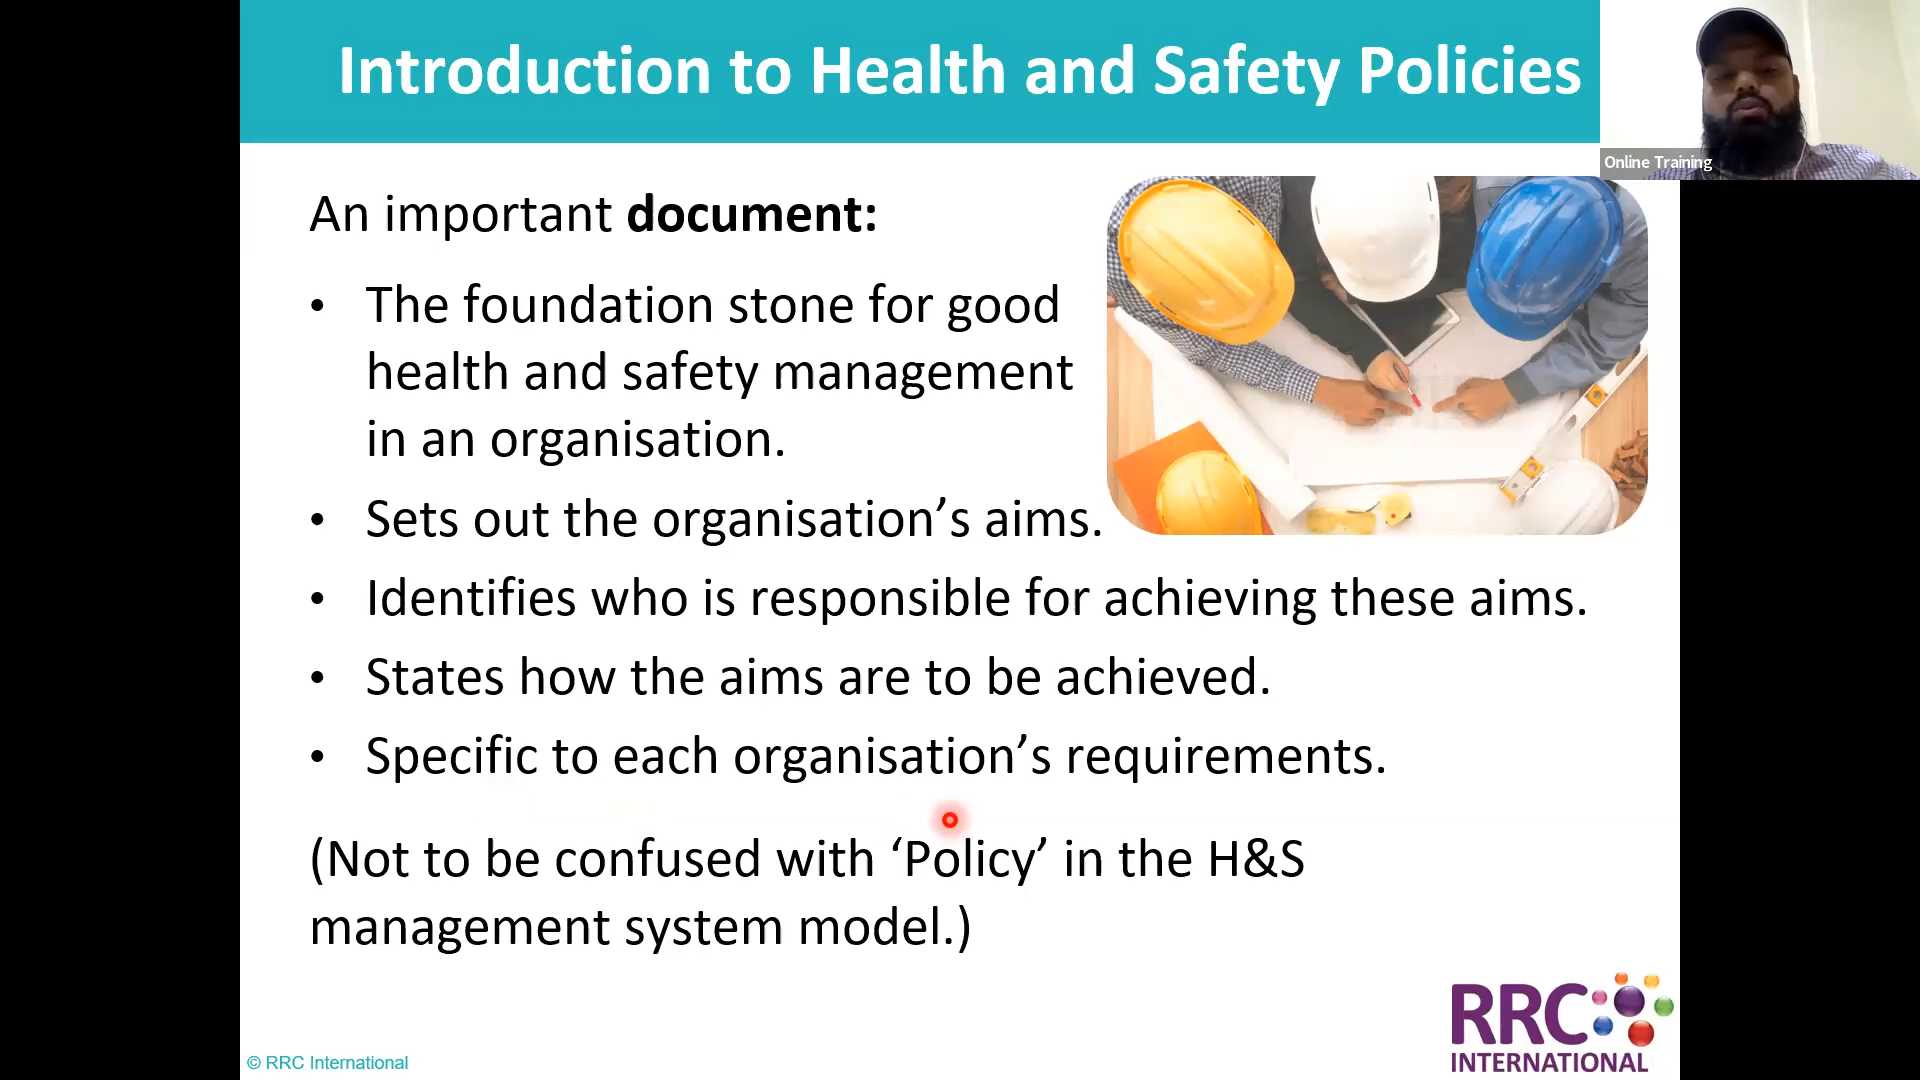 Introduction to Health and Safety Policies
Online Training
An important document:
• The foundation stone for good
health and safety management
in an organisation.
• Sets out the organisation’s aims.
• Identifies who is responsible for achieving these aims.
• States how the aims are to be achieved.
• Specific to each organisation’s requirements.
(Not to be confused with ‘Policy’ in the H&S
management system model.)
RRC
INTERNATIONAL
© RRC International